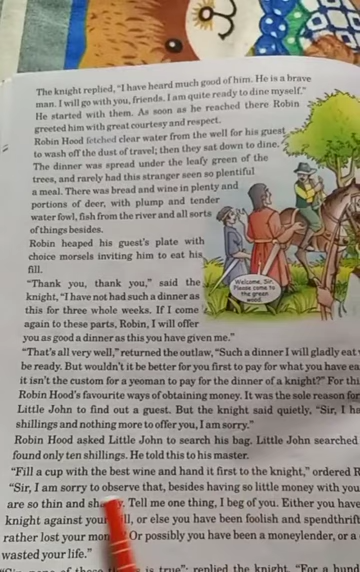 The knight replied, "I have heard much good of him. He is a brave
man. I will go with you, friends. I am quite ready to dine myself."
He started with them. As soon as he reached there Robin
greeted him with great courtesy and respect.
Robin Hood fetched clear water from the well for his guest
to wash off the dust of travel; then they sat down to dine.
The dinner was spread under the leafy green of the
trees, and rarely had this stranger seen so plentiful
a meal. There was bread and wine in plenty and
portions of deer, with plump and tender
water fowl, fish from the river and all sorts
of things besides.
Robin heaped his guest's plate with
choice morsels inviting him to eat his
fill.
"Thank you, thank you," said the
knight, "I have not had such a dinner as
this for three whole weeks. If I come
again to these parts, Robin, I will offer
you as good a dinner as this you have given me."
Welcome, Sir.
Please come to
the green
wood.
"That's all very well," returned the outlaw, "Such a dinner I will gladly eat
be ready. But wouldn't it be better for you first to pay for what you have ea
it isn't the custom for a yeoman to pay for the dinner of a knight?" For thi
Robin Hood's favourite ways of obtaining money. It was the sole reason for
Little John to find out a guest. But the knight said quietly, "Sir, I ha
shillings and nothing more to offer you, I am sorry."
Robin Hood asked Little John to search his bag. Little John searched
found only ten shillings. He told this to his master.
"Fill a cup with the best wine and hand it first to the knight," ordered R
"Sir, I am sorry to observe that, besides having so little money with you
are so thin and Tell me one thing, I beg of you. Either you have
knight against your or else you have been foolish and spendthrif
rather lost your Or possibly you have been a moneylender, or a
wasted your life."
is true"; replied the knight. "For a hund